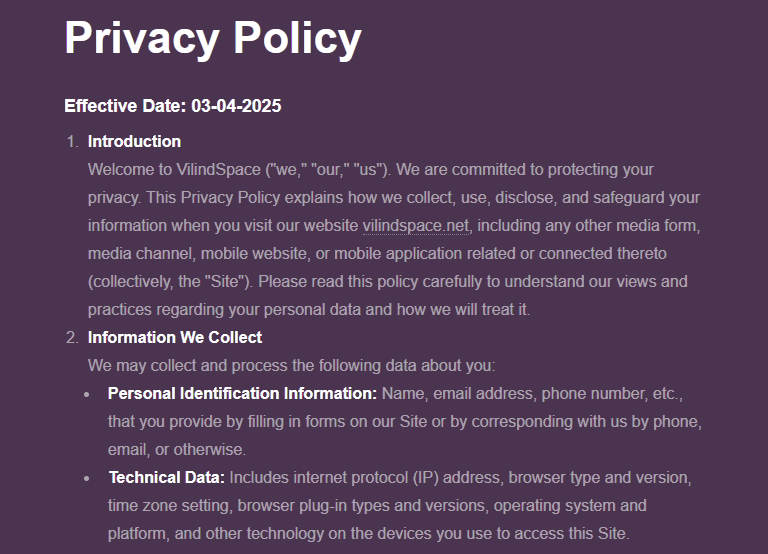 Privacy Policy
Effective Date: 03-04-2025
1. Introduction
Welcome to VilindSpace ("we," "our," "us"). We are committed to protecting your
privacy. This Privacy Policy explains how we collect, use, disclose, and safeguard your
information when you visit our website vilindspace.net, including any other media form,
media channel, mobile website, or mobile application related or connected thereto
(collectively, the "Site"). Please read this policy carefully to understand our views and
practices regarding your personal data and how we will treat it.
2. Information We Collect
We may collect and process the following data about you:
• Personal Identification Information: Name, email address, phone number, etc.,
that you provide by filling in forms on our Site or by corresponding with us by phone,
email, or otherwise.
• Technical Data: Includes internet protocol (IP) address, browser type and version,
time zone setting, browser plug-in types and versions, operating system and
platform, and other technology on the devices you use to access this Site.